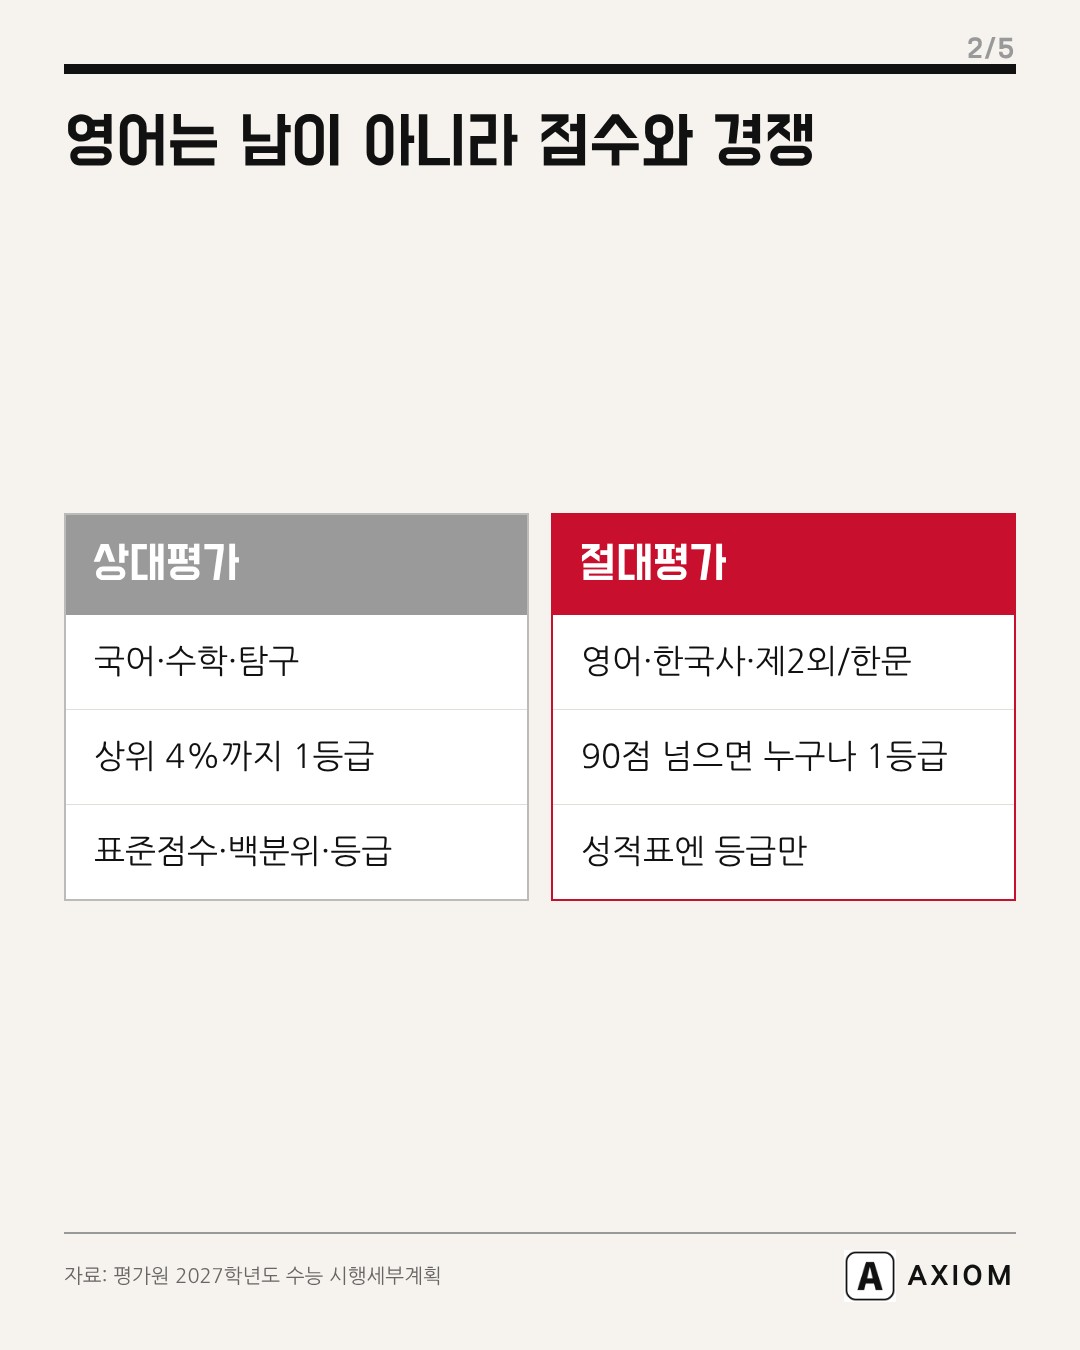 2/5
영어는 남이 아니라 점수와 경쟁
상대평가
국어·수학·탐구
상위 4%까지 1등급
표준점수·백분위·등급
절대평가
영어·한국사·제2외/한문
90점 넘으면 누구나 1등급
성적표엔 등급만
자료: 평가원 2027학년도 수능 시행세부계획
A AXIOM